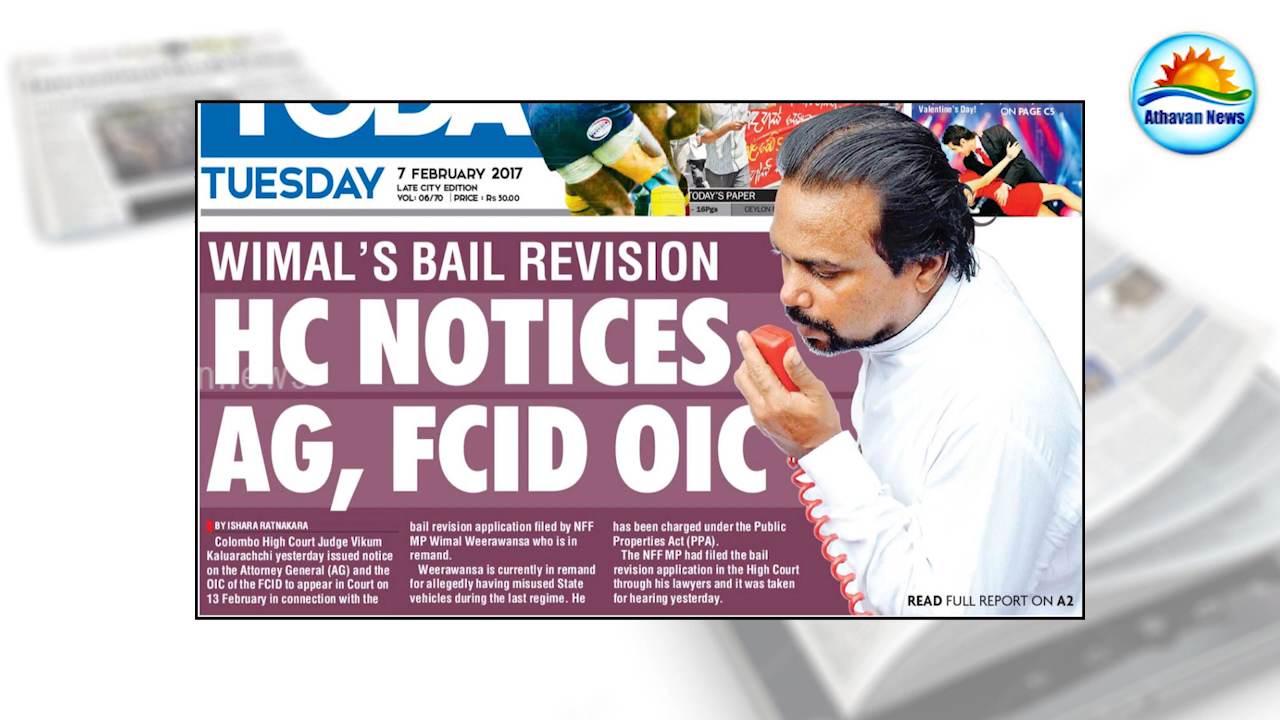 Athavan News
TODA
TUESDAY
7 FEBRUARY 2017
LATE CITY EDITION
VOL: 06/70 | PRICE : Rs 30.00
Valentine's Day!
ON PAGE C5
TODAY'S PAPER
- 16Pgs
WIMAL'S BAIL REVISION
HC NOTICES
AG, FCID OIC
nnews
BY ISHARA RATNAKARA
Colombo High Court Judge Vikum
Kaluarachchi yesterday issued notice
on the Attorney General (AG) and the
OIC of the FCID to appear in Court on
13 February in connection with the
bail revision application filed by NFF
MP Wimal Weerawansa who is in
remand.
Weerawansa is currently in remand
for allegedly having misused State
vehicles during the last regime. He
has been charged under the Public
Properties Act (PPA).
The NFF MP had filed the bail
revision application in the High Court
through his lawyers and it was taken
for hearing yesterday.
READ FULL REPORT ON A2